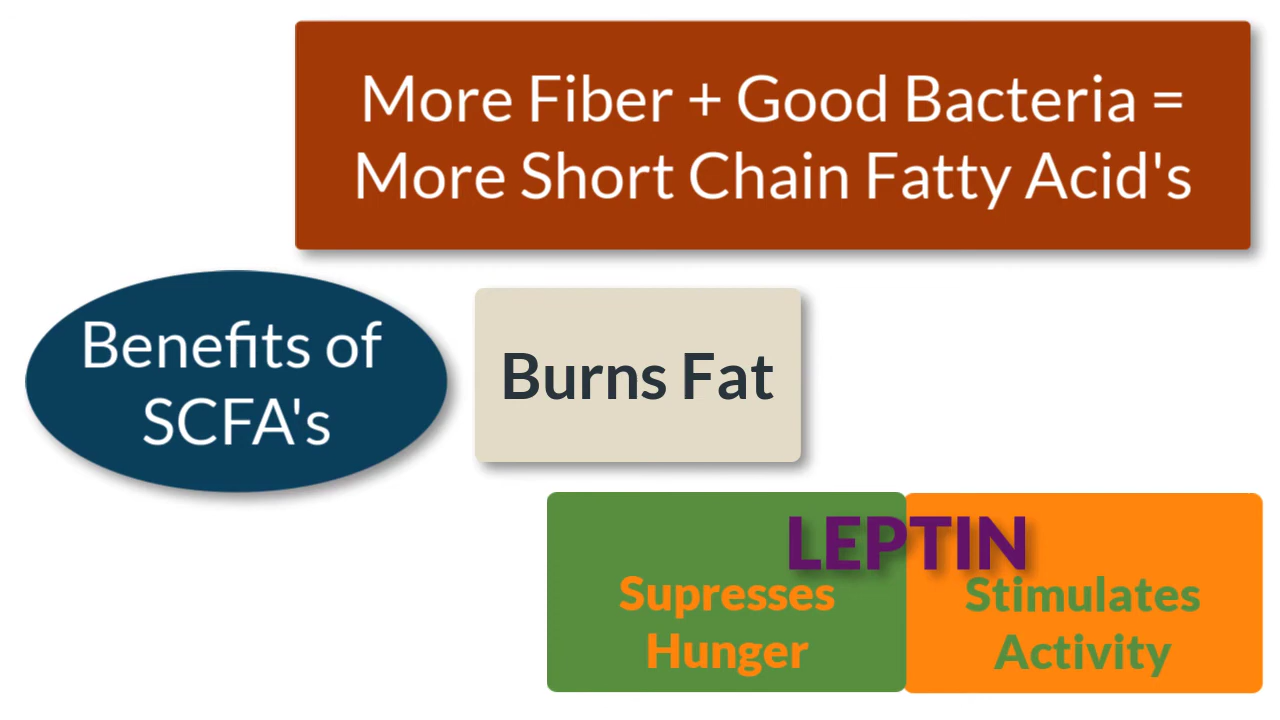 More Fiber + Good Bacteria =
More Short Chain Fatty Acid's
Benefits of
SCFA's
Burns Fat
LEPTIN
Supresses
Hunger
Stimulates
Activity